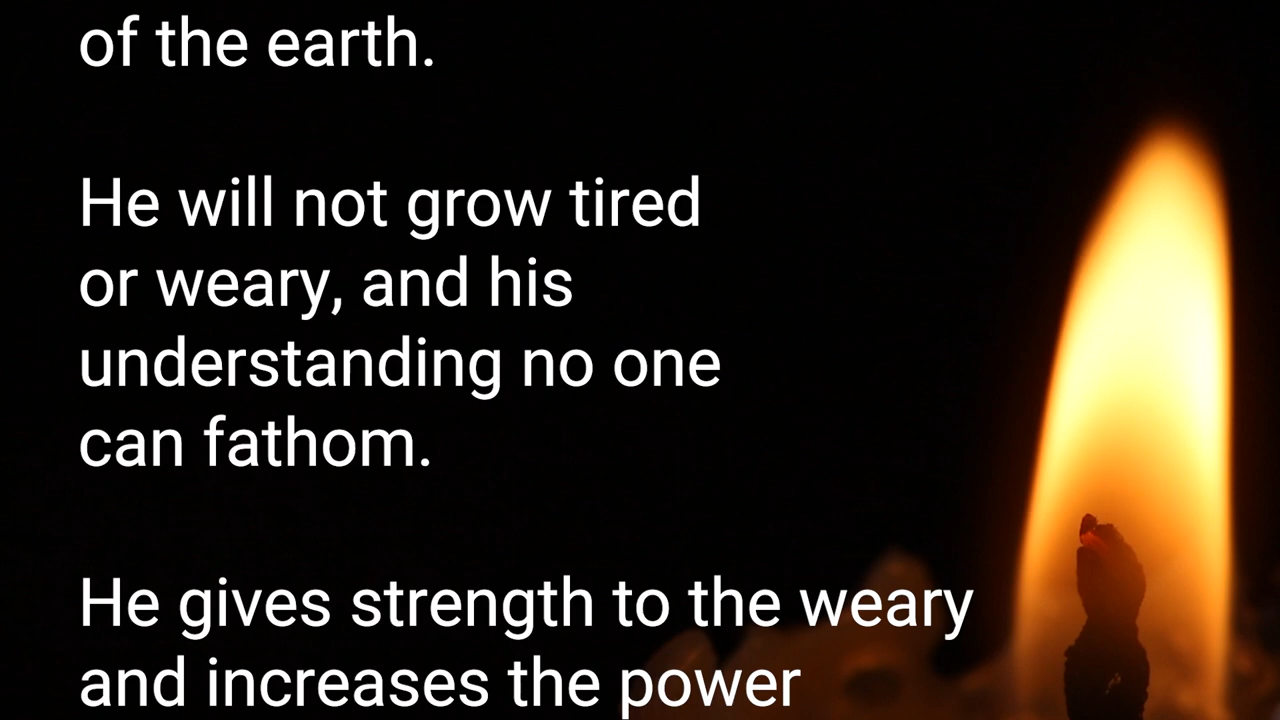 of the earth.
He will not grow tired
or weary, and his
understanding no one
can fathom.
He gives strength to the weary
and increases the power